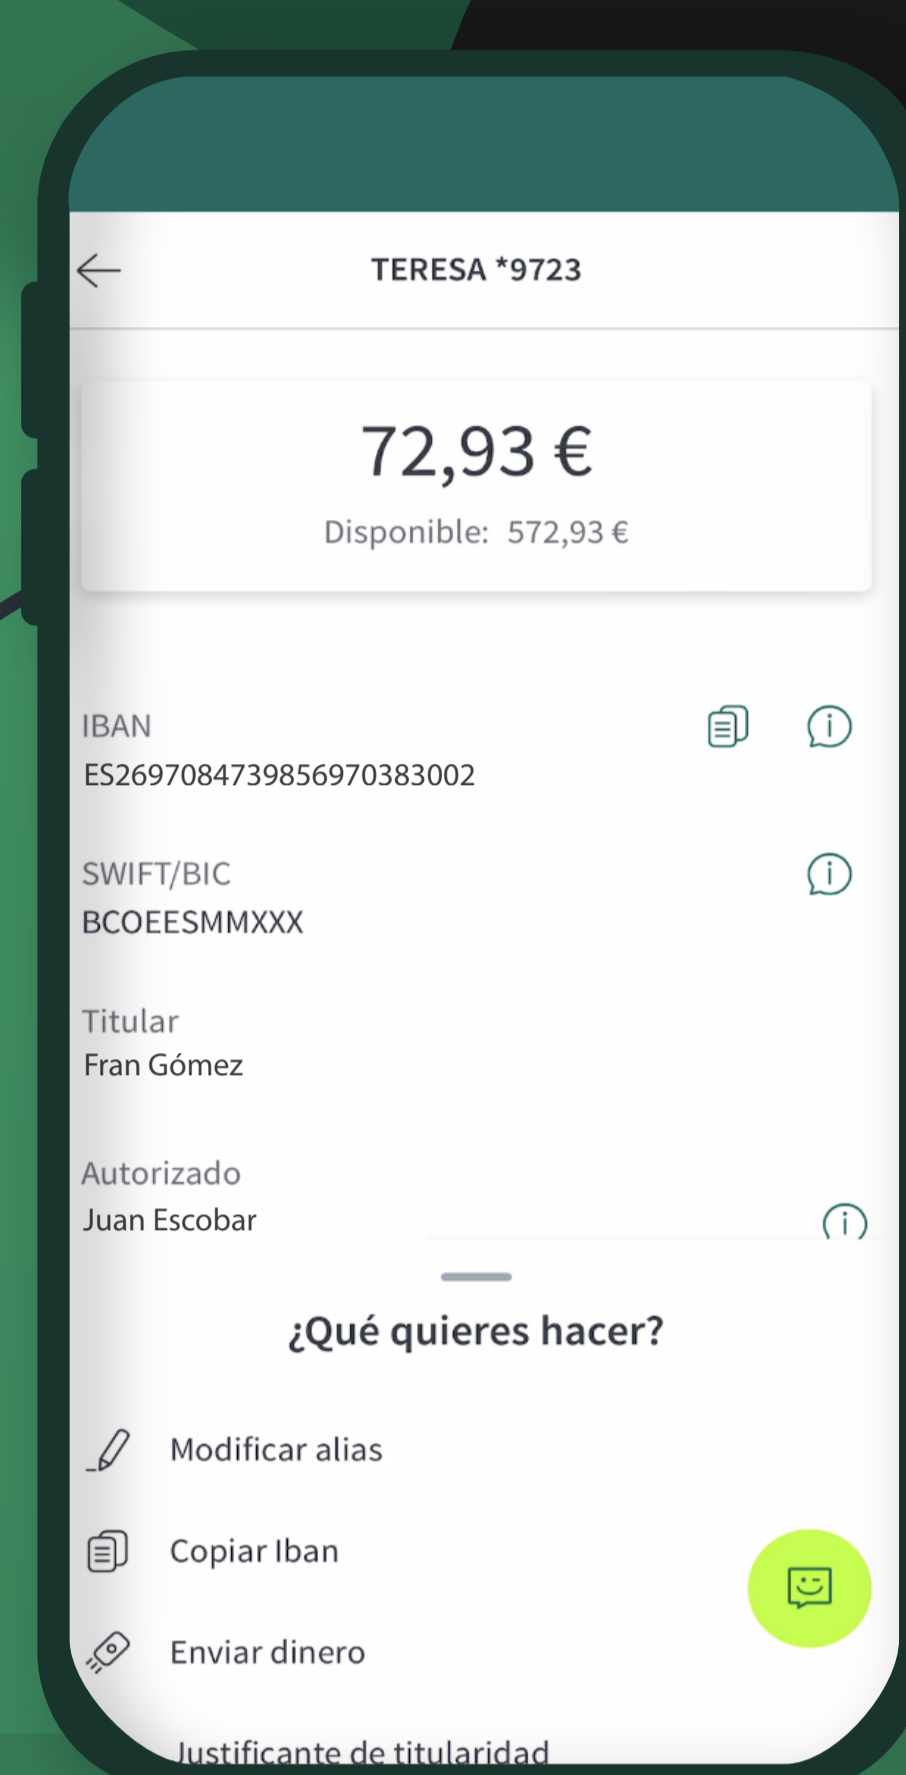 TERESA *9723
72,93 €
Disponible: 572,93 €
IBAN
ES2697084739856970383002
SWIFT/BIC
BCOEESMMXXX
Titular
Fran Gómez
Autorizado
Juan Escobar
¿Qué quieres hacer?
Modificar alias
Copiar Iban
Enviar dinero
Justificante de titularidad